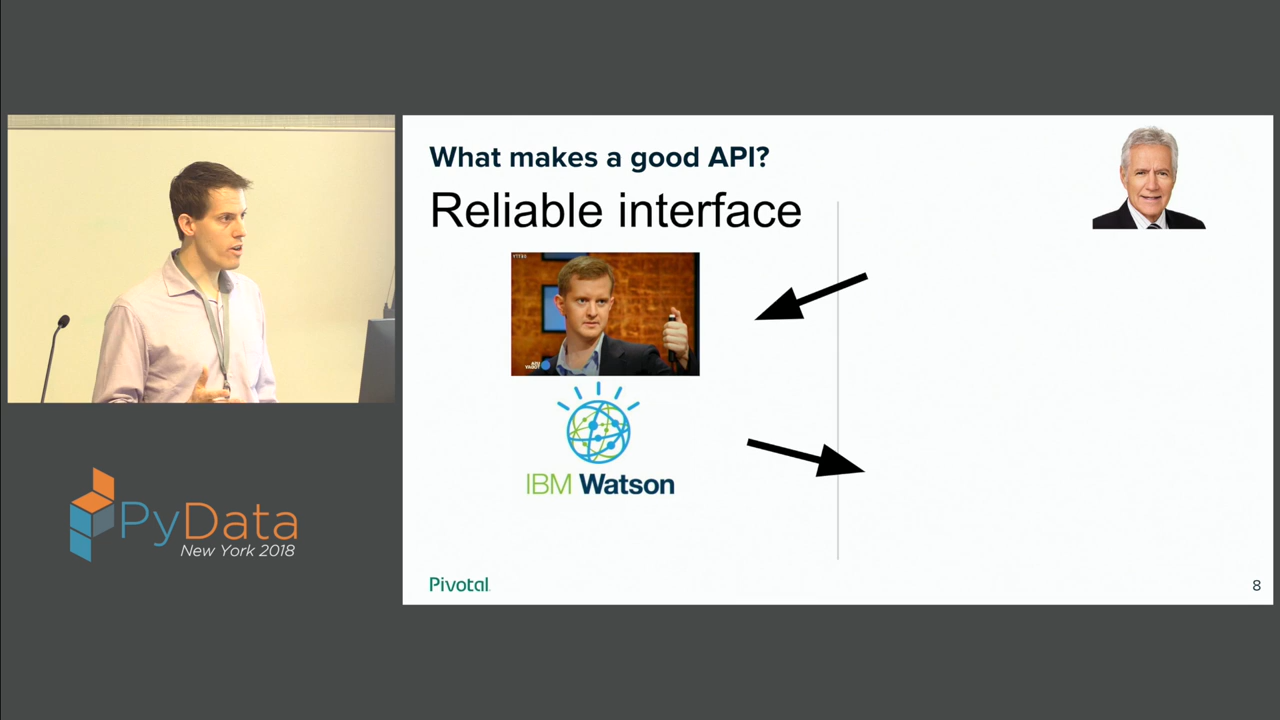 What makes a good API?
Reliable interface
IBM Watson
PyData
New York 2018
Pivotal
8